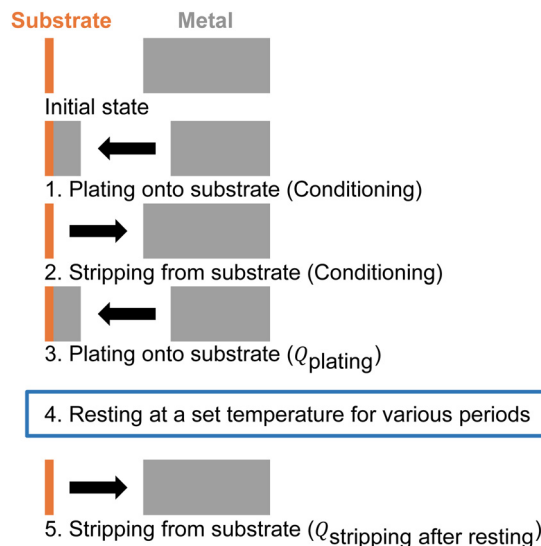 Substrate Metal
Initial state
1. Plating onto substrate (Conditioning)
2. Stripping from substrate (Conditioning)
3. Plating onto substrate (Qplating)
4. Resting at a set temperature for various periods
5. Stripping from substrate (Qstripping after resting)